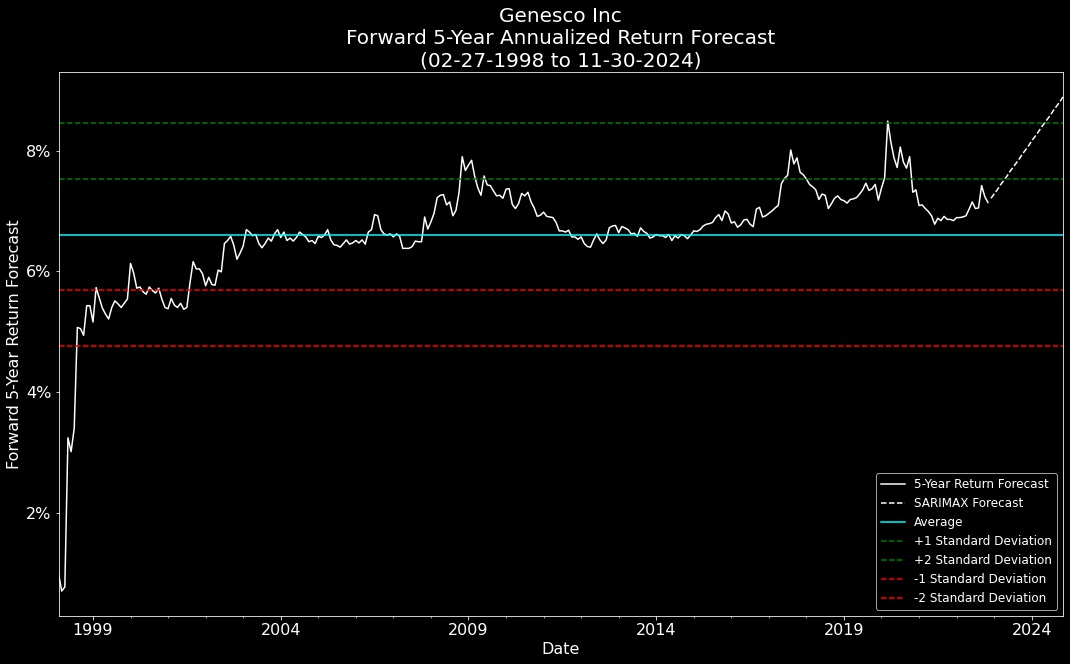 Genesco Inc
Forward 5-Year Annualized Return Forecast
(02-27-1998 to 11-30-2024)
Forward 5-Year Return Forecast
8%
6%
4%
2%
5-Year Return Forecast
SARIMAX Forecast
Average
+1 Standard Deviation
+2 Standard Deviation
-1 Standard Deviation
-2 Standard Deviation
1999
2004
2009
2014
2019
2024
Date